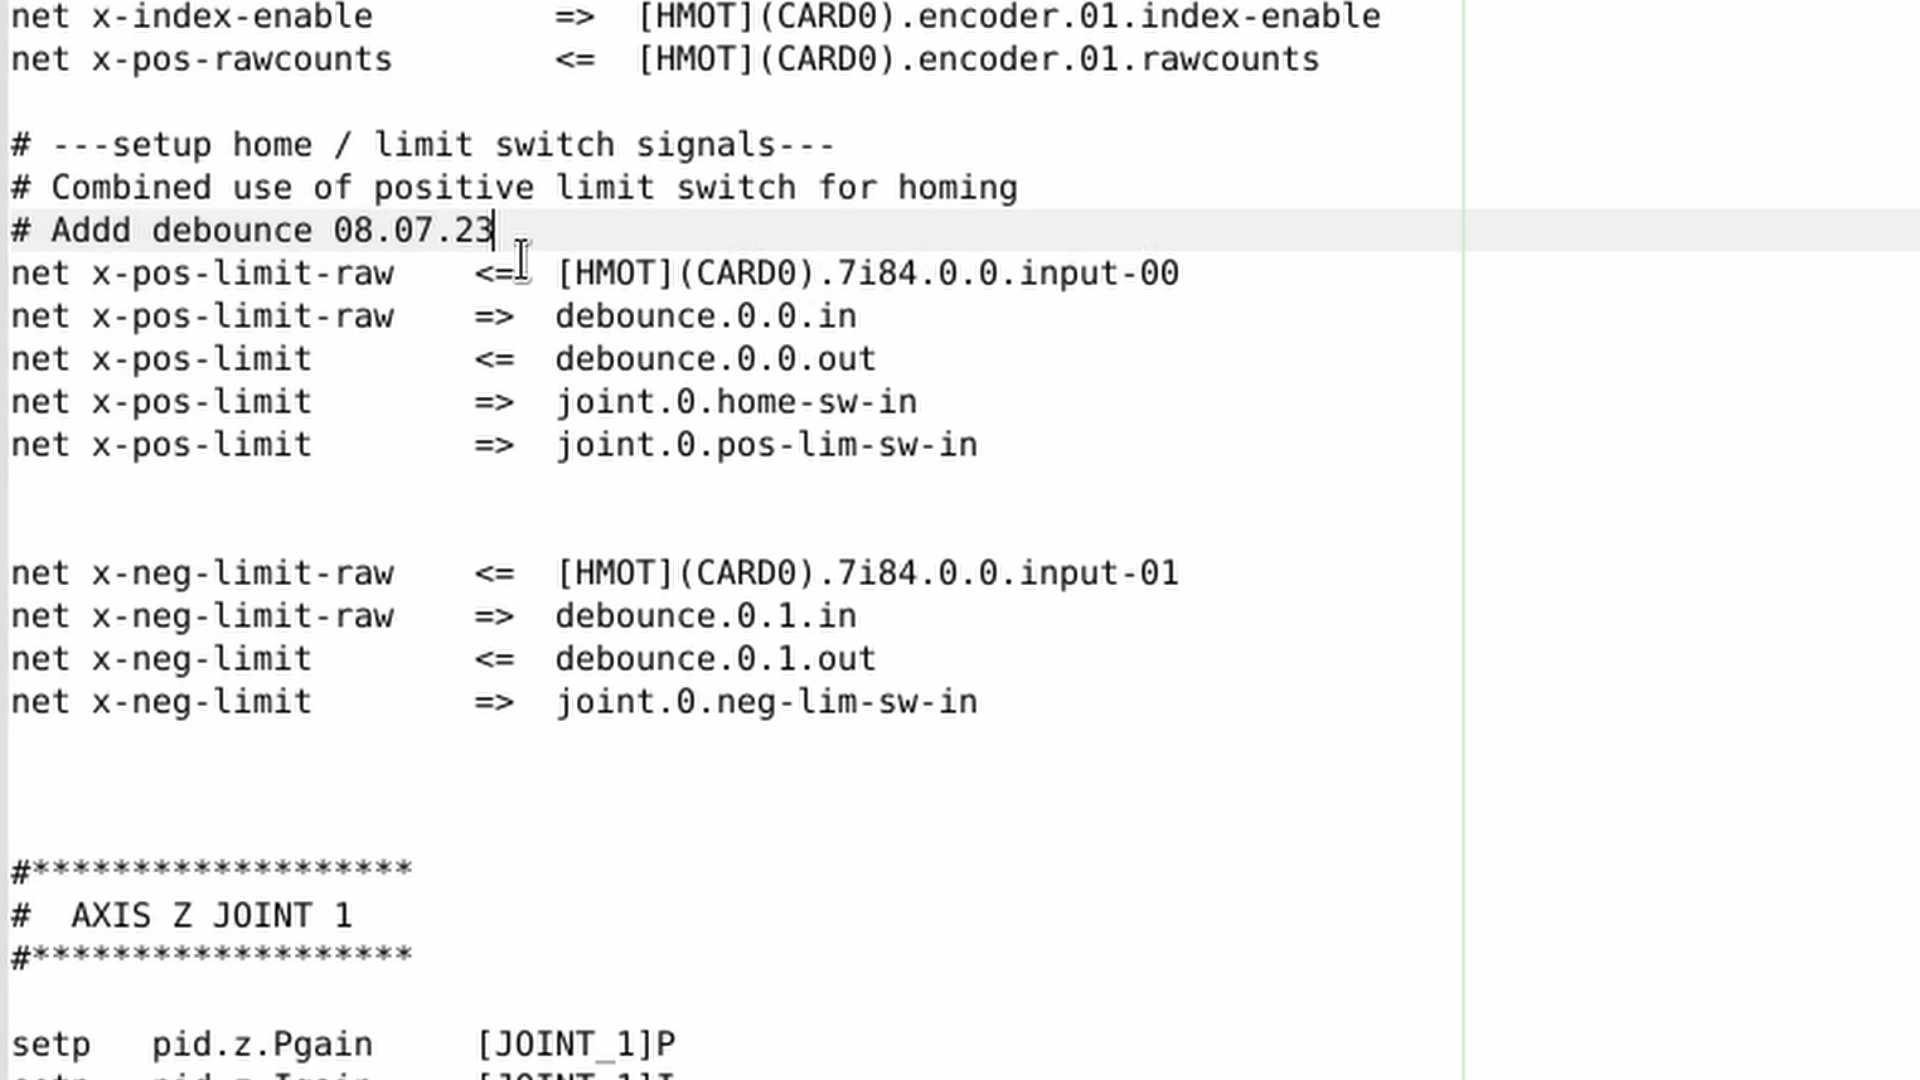 net x-index-enable => [HMOT](CARD0).encoder.01.index-enable
net x-pos-rawcounts <= [HMOT](CARD0).encoder.01.rawcounts
# ---setup home / limit switch signals---
# Combined use of positive limit switch for homing
# Addd debounce 08.07.23
net x-pos-limit-raw <= [HMOT](CARD0).7i84.0.0.input-00
net x-pos-limit-raw => debounce.0.0.in
net x-pos-limit <= debounce.0.0.out
net x-pos-limit => joint.0.home-sw-in
net x-pos-limit => joint.0.pos-lim-sw-in
net x-neg-limit-raw <= [HMOT](CARD0).7i84.0.0.input-01
net x-neg-limit-raw => debounce.0.1.in
net x-neg-limit <= debounce.0.1.out
net x-neg-limit => joint.0.neg-lim-sw-in
#*******************
# AXIS Z JOINT 1
#*******************
setp pid.z.Pgain [JOINT_1]P
setp pid.z.Igain [JOINT_1]I